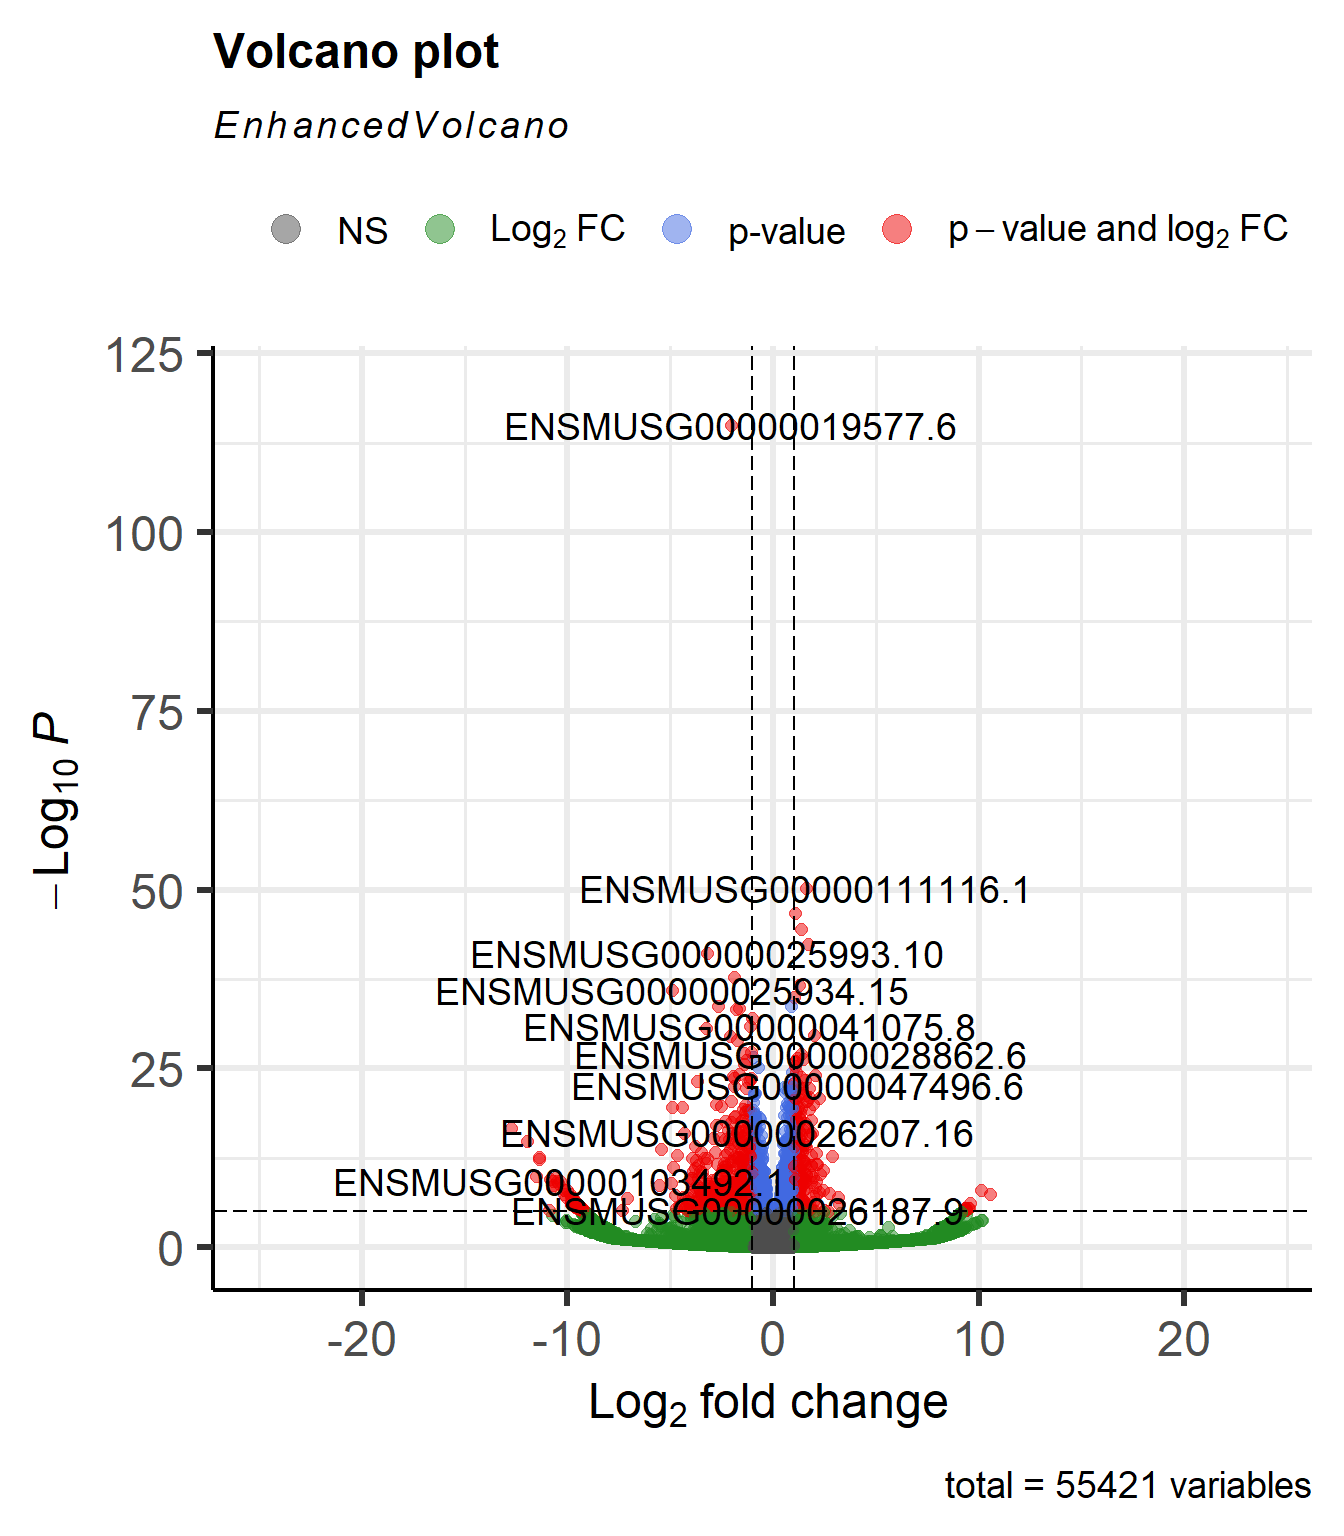 Volcano plot
EnhancedVolcano
NS Log2 FC p-value p − value and log2 FC
125
100
75
50
25
0
−Log10 P
ENSMUSG00000019577.6
ENSMUSG00000111116.1
ENSMUSG00000025993.10
ENSMUSG00000025934.15
ENSMUSG00000041075.8
ENSMUSG00000028862.6
ENSMUSG00000047496.6
ENSMUSG00000026207.16
ENSMUSG00000103492.1
ENSMUSG00000026187.9
-20 -10 0 10 20
Log2 fold change
total = 55421 variables